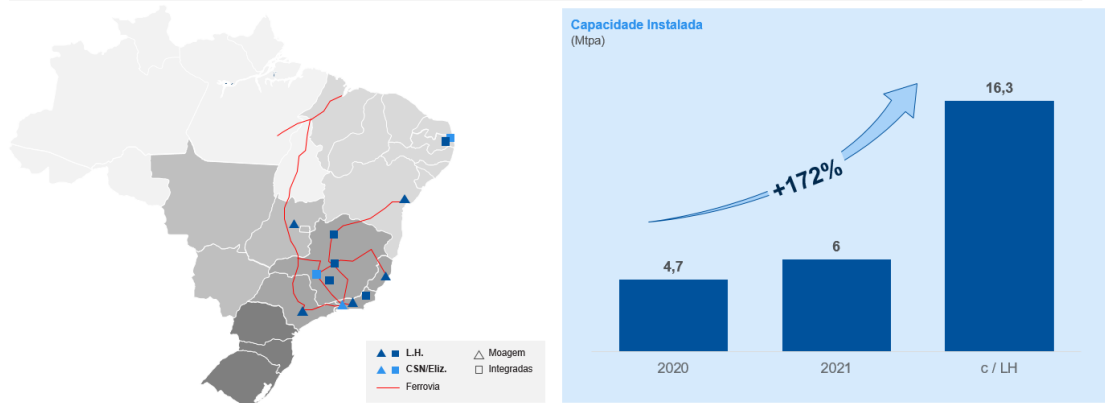 Capacidade Instalada
(Mtpa)
16,3
+172%
6
4,7
2020
2021
c / LH
L.H.
Moagem
CSN/Eliz.
Integradas
Ferrovia